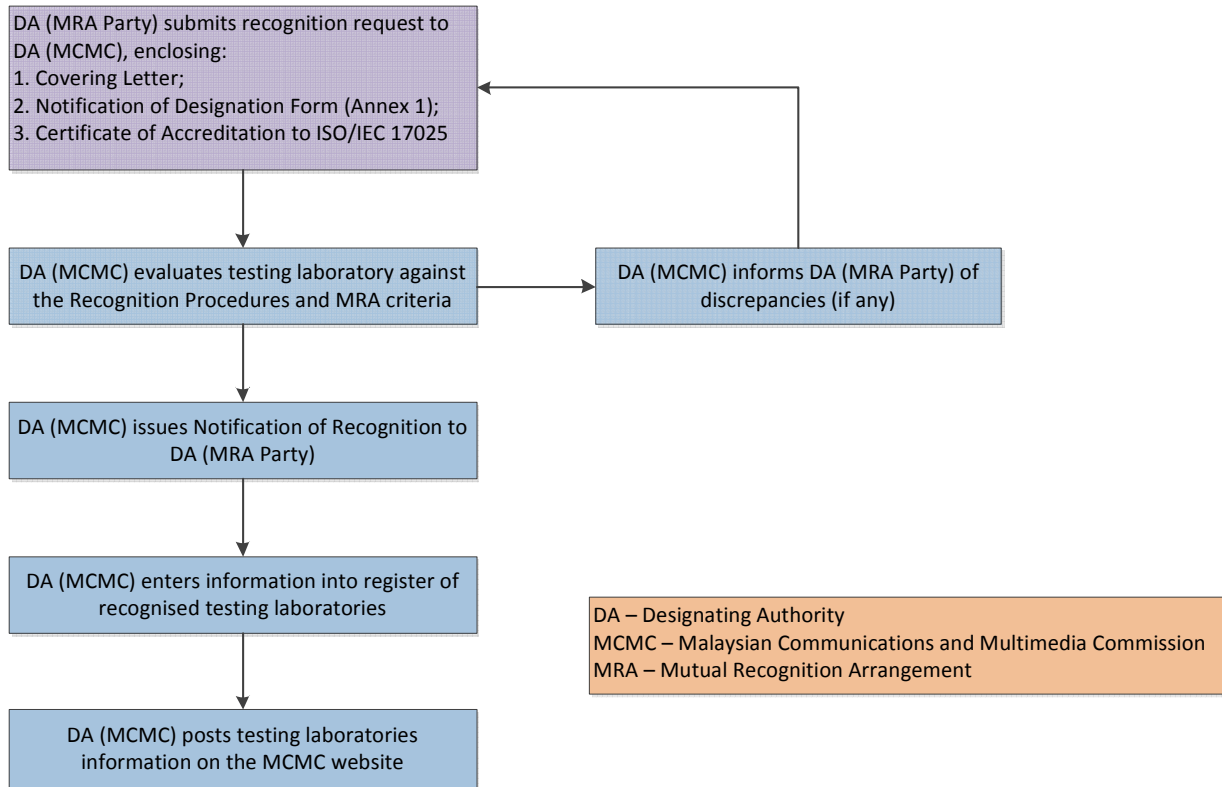 DA (MRA Party) submits recognition request to
DA (MCMC), enclosing:
1. Covering Letter;
2. Notification of Designation Form (Annex 1);
3. Certificate of Accreditation to ISO/IEC 17025
DA (MCMC) evaluates testing laboratory against
the Recognition Procedures and MRA criteria
DA (MCMC) informs DA (MRA Party) of
discrepancies (if any)
DA (MCMC) issues Notification of Recognition to
DA (MRA Party)
DA (MCMC) enters information into register of
recognised testing laboratories
DA – Designating Authority
MCMC – Malaysian Communications and Multimedia Commission
MRA – Mutual Recognition Arrangement
DA (MCMC) posts testing laboratories
information on the MCMC website